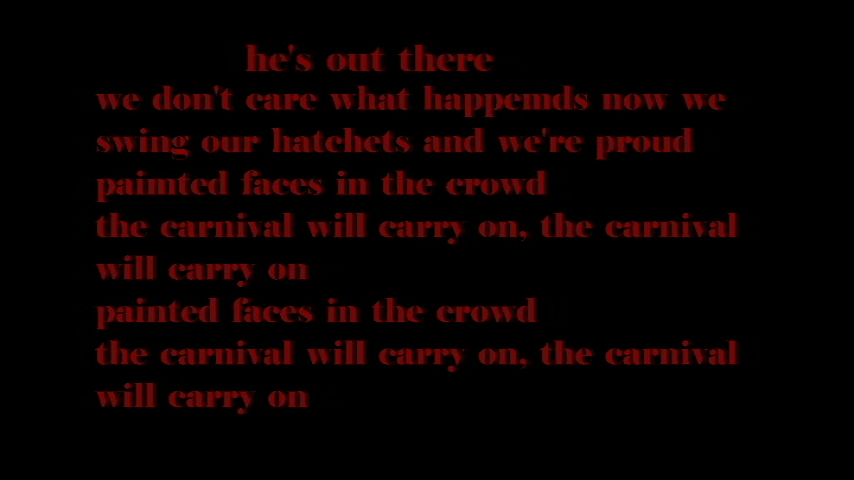 he's out there
we don't care what happemds now we
swing our hatchets and we're proud
paimted faces in the crowd
the carnival will carry on, the carnival
will carry on
painted faces in the crowd
the carnival will carry on, the carnival
will carry on